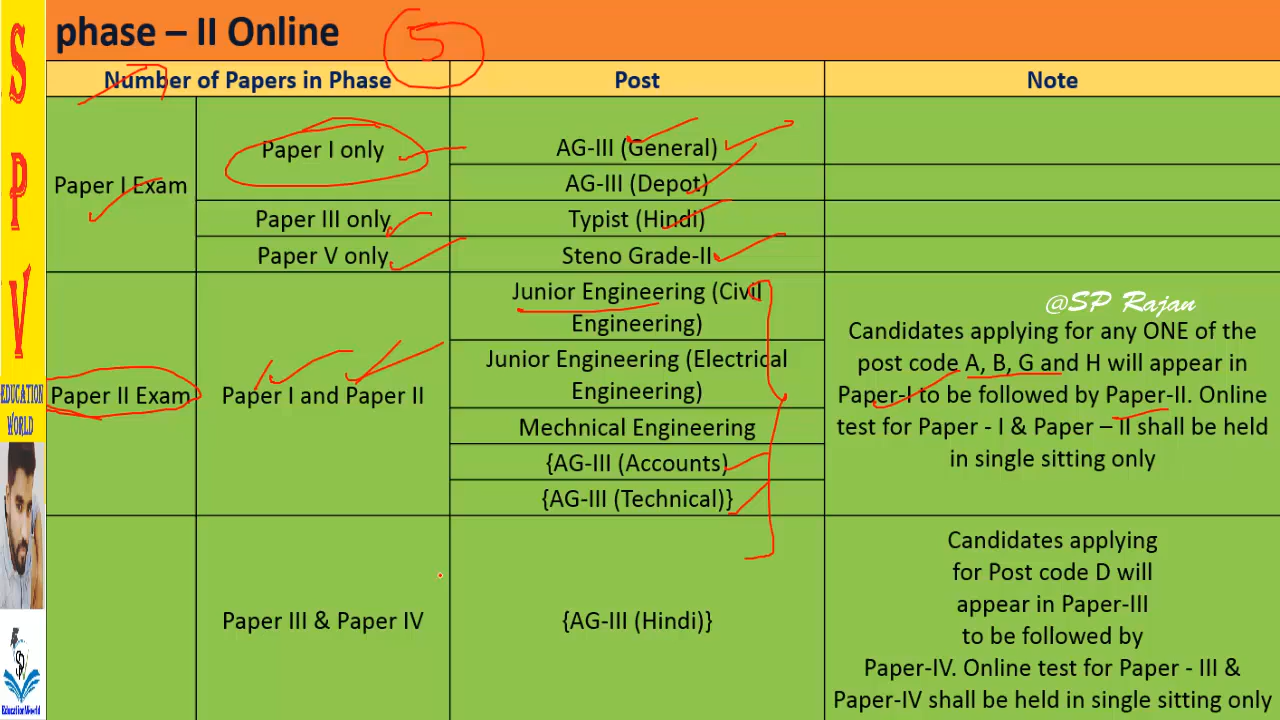 phase – II Online
5
Number of Papers in Phase
Post
Note
Paper I Exam
Paper I only
AG-III (General)
AG-III (Depot)
Paper III only
Typist (Hindi)
Paper V only
Steno Grade-II
Paper II Exam
Paper I and Paper II
Junior Engineering (Civil
Engineering)
Junior Engineering (Electrical
Engineering)
Mechnical Engineering
{AG-III (Accounts)
{AG-III (Technical)}
@SP Rajan
Candidates applying for any ONE of the
post code A, B, G and H will appear in
Paper-I to be followed by Paper-II. Online
test for Paper - I & Paper – II shall be held
in single sitting only
Paper III & Paper IV
{AG-III (Hindi)}
Candidates applying
for Post code D will
appear in Paper-III
to be followed by
Paper-IV. Online test for Paper - III &
Paper-IV shall be held in single sitting only
S
P
V
EDUCATION
WORLD
EducationWorld